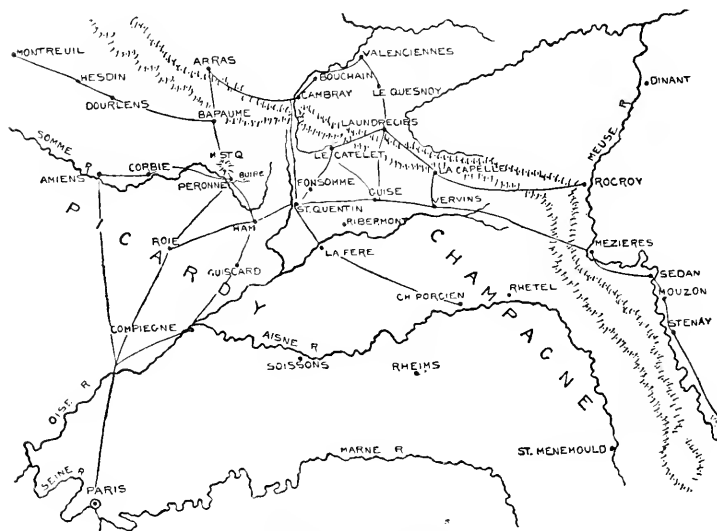 MONTREUIL
HESDIN
DOURLENS
ARRAS
BAPAUME
VALENCIENNES
BOUCHAIN
CAMBRAY
LE QUESNOY
LAUNDRECIES
LE CATELET
LA CAPELLE
DINANT
MEUSE R
ROCROY
SOMME R
AMIENS
CORBIE
M ST Q
PERONNE
BUIRE
FONSOMME
GUISE
VERVINS
ST. QUENTIN
RIBERMONT
HAM
ROIE
LA FERE
GUISCARD
MEZIERES
SEDAN
MOUZON
STENAY
PICARDY
CHAMPAGNE
CH PORCIEN
RHETEL
COMPIEGNE
AISNE R
SOISSONS
RHEIMS
OISE R
SEINE R
PARIS
MARNE R
ST. MENEHOULD